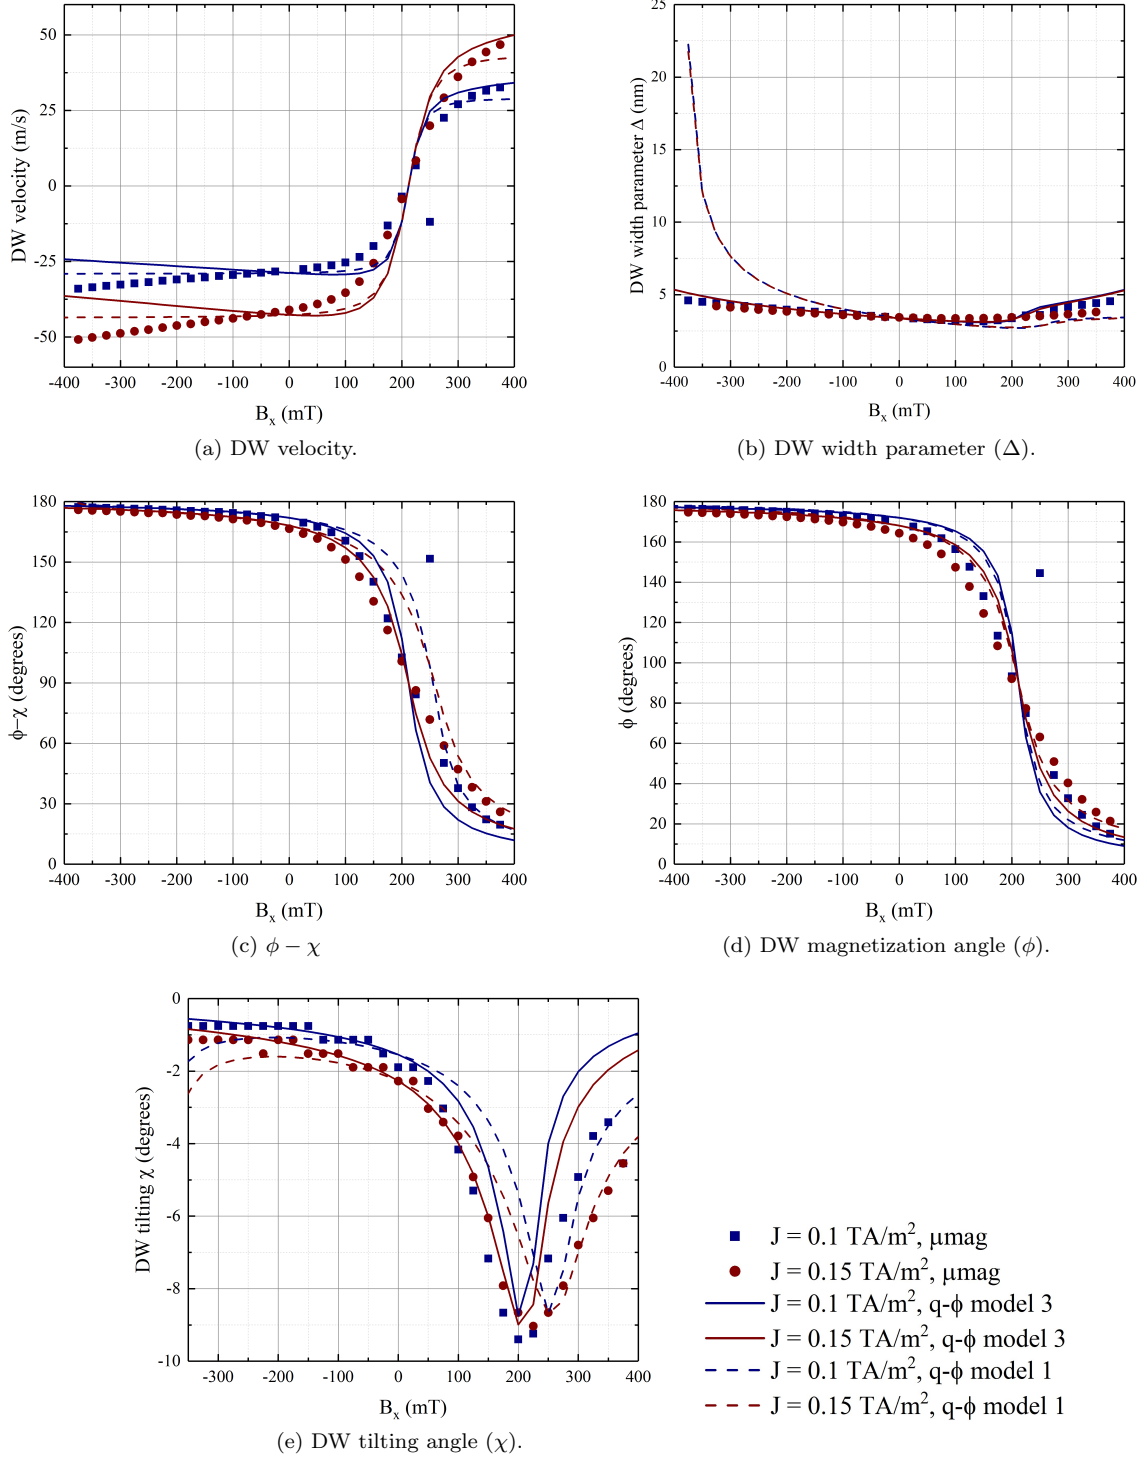 50
25
0
-25
-50
DW velocity (m/s)
-400 -300 -200 -100 0 100 200 300 400
Bx (mT)
(a) DW velocity.
25
20
15
10
5
0
DW width parameter Δ (nm)
-400 -300 -200 -100 0 100 200 300 400
Bx (mT)
(b) DW width parameter (Δ).
180
150
120
90
60
30
0
ϕ–χ (degrees)
-400 -300 -200 -100 0 100 200 300 400
Bx (mT)
(c) ϕ − χ
180
160
140
120
100
80
60
40
20
0
ϕ (degrees)
-400 -300 -200 -100 0 100 200 300 400
Bx (mT)
(d) DW magnetization angle (ϕ).
0
-2
-4
-6
-8
-10
DW tilting χ (degrees)
-300 -200 -100 0 100 200 300 400
Bx (mT)
(e) DW tilting angle (χ).
J = 0.1 TA/m², μmag
J = 0.15 TA/m², μmag
J = 0.1 TA/m², q-ϕ model 3
J = 0.15 TA/m², q-ϕ model 3
J = 0.1 TA/m², q-ϕ model 1
J = 0.15 TA/m², q-ϕ model 1